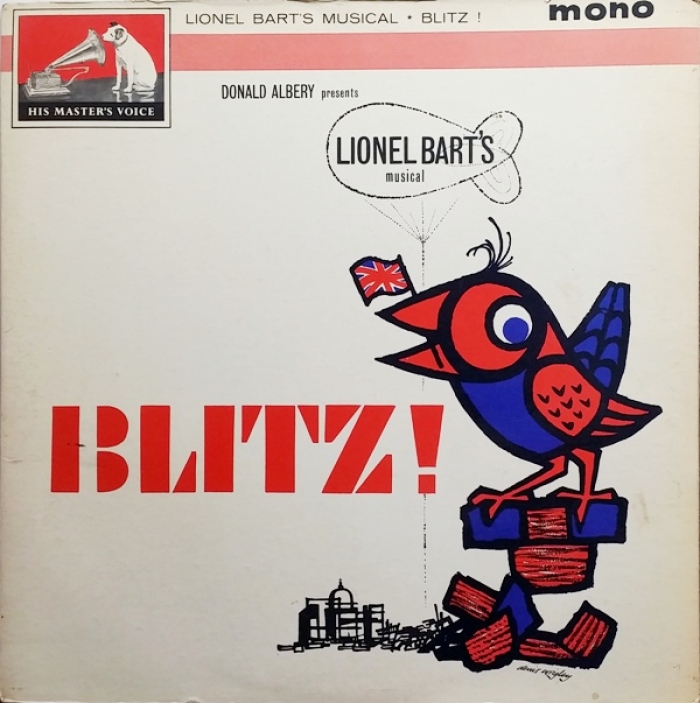 LIONEL BART'S MUSICAL ★ BLITZ !
mono
HIS MASTER'S VOICE
DONALD ALBERY presents
LIONEL BART'S
musical
BLITZ!